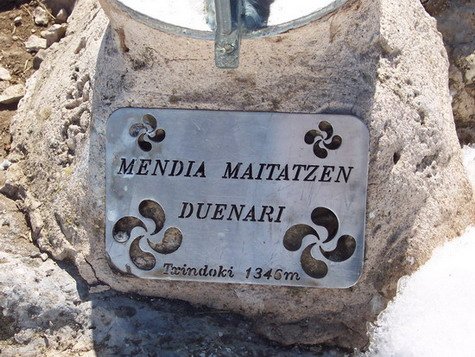 MENDIA MAITATZEN
DUENARI
Txindoki 1346m